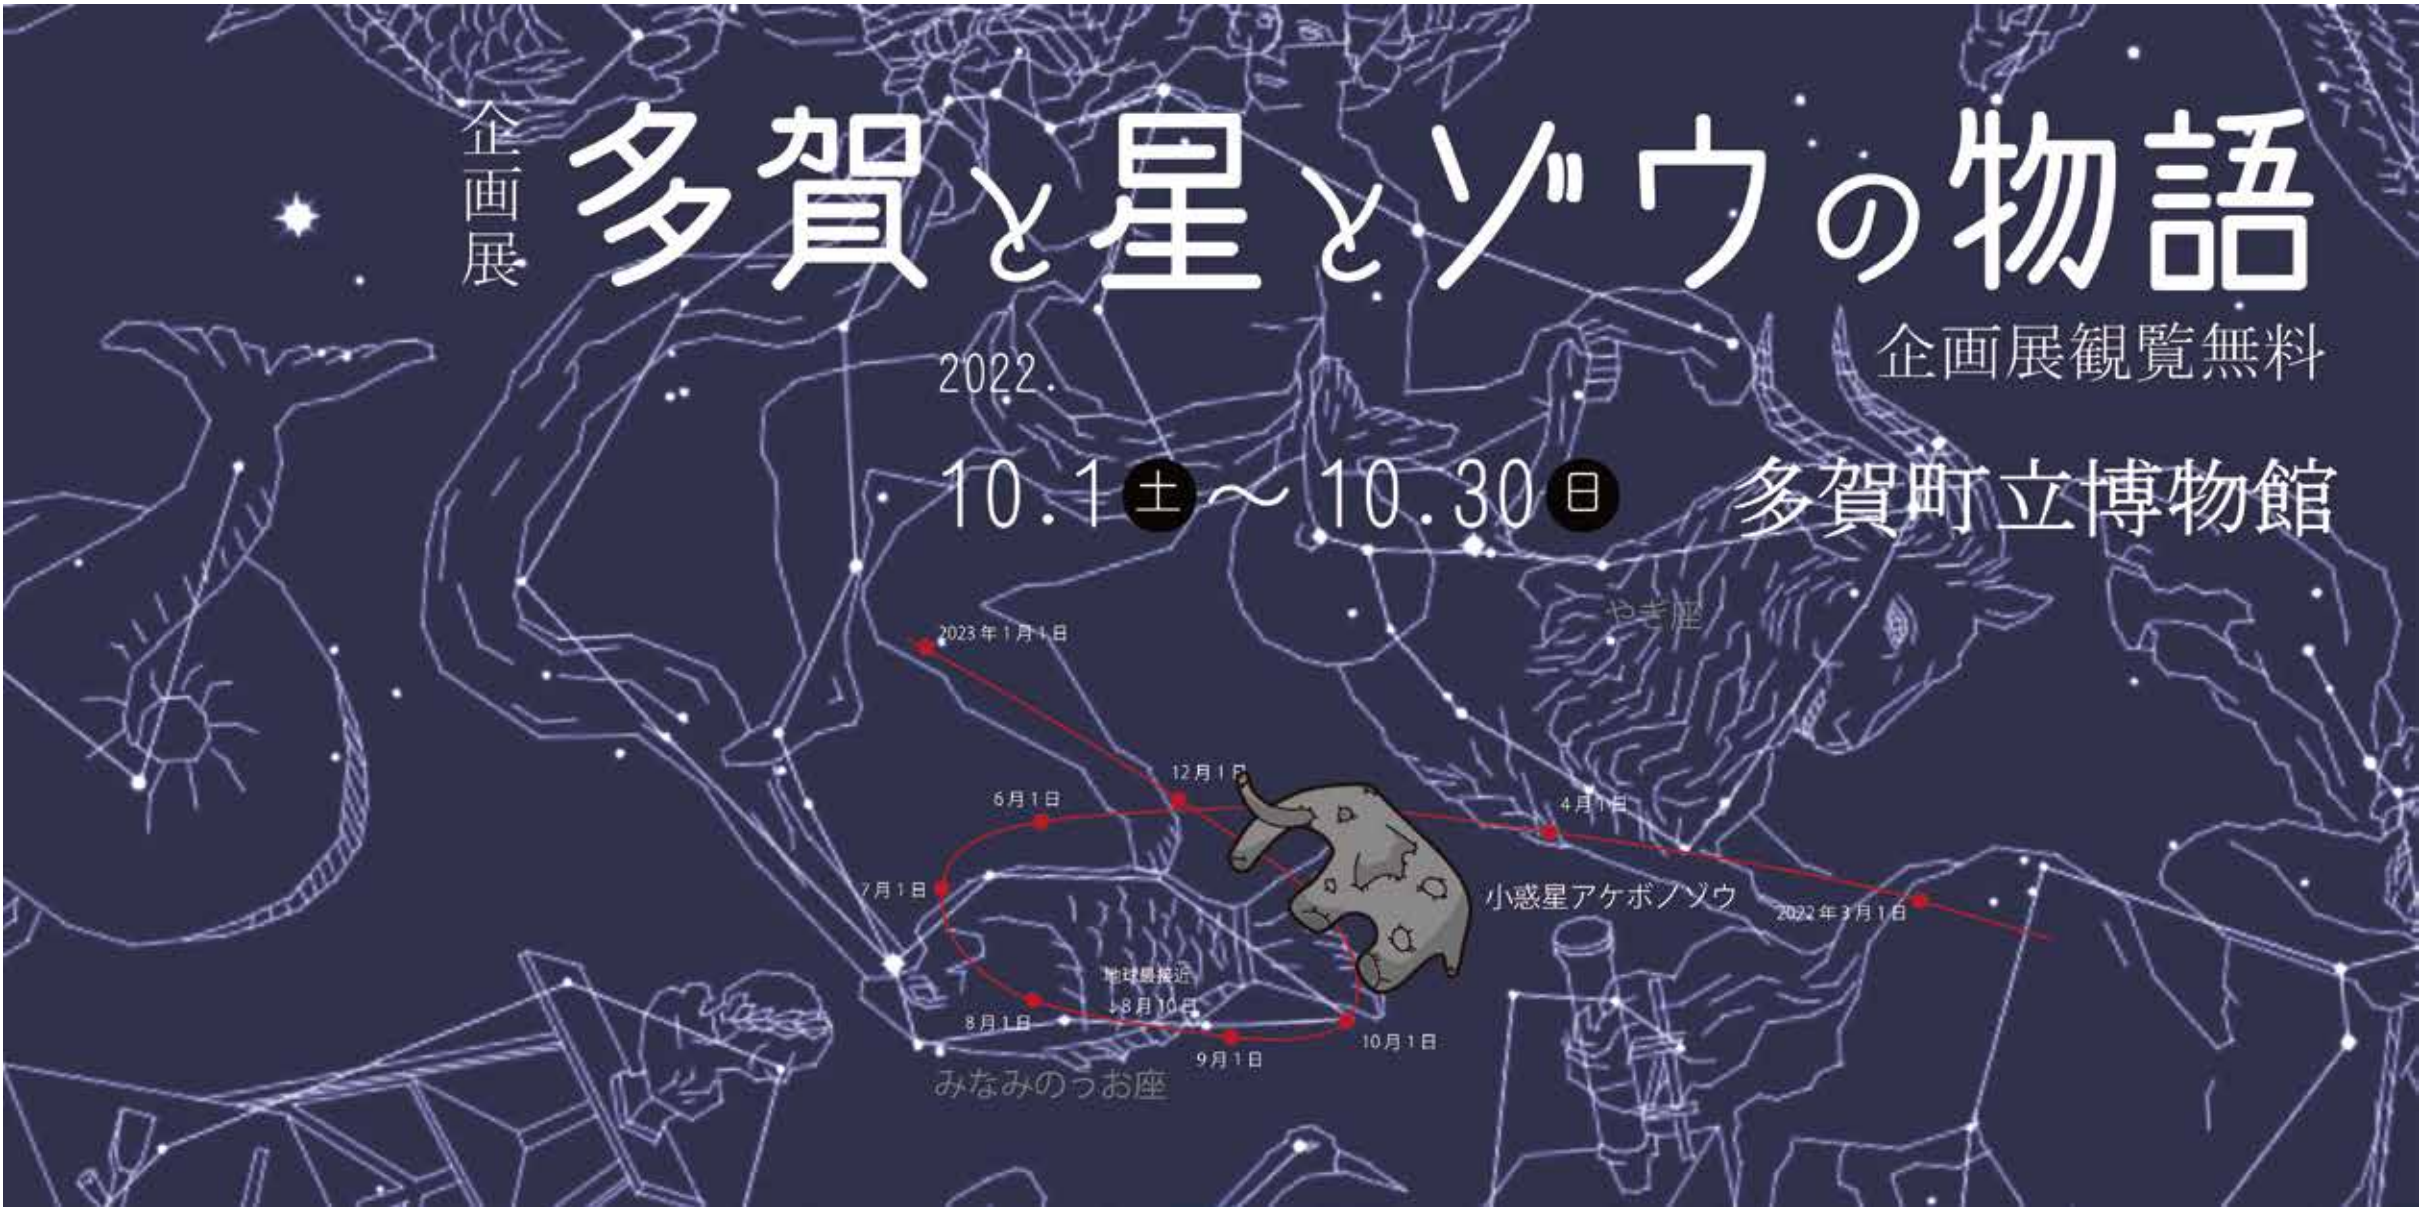 企画展
多賀と星とゾウの物語
企画展観覧無料
2022.
10.1土～10.30日
多賀町立博物館
やぎ座
2023年1月1日
12月1日
6月1日
4月1日
7月1日
小惑星アケボノゾウ
2022年3月1日
地球最接近
↓8月10日
8月1日
9月1日
10月1日
みなみのうお座